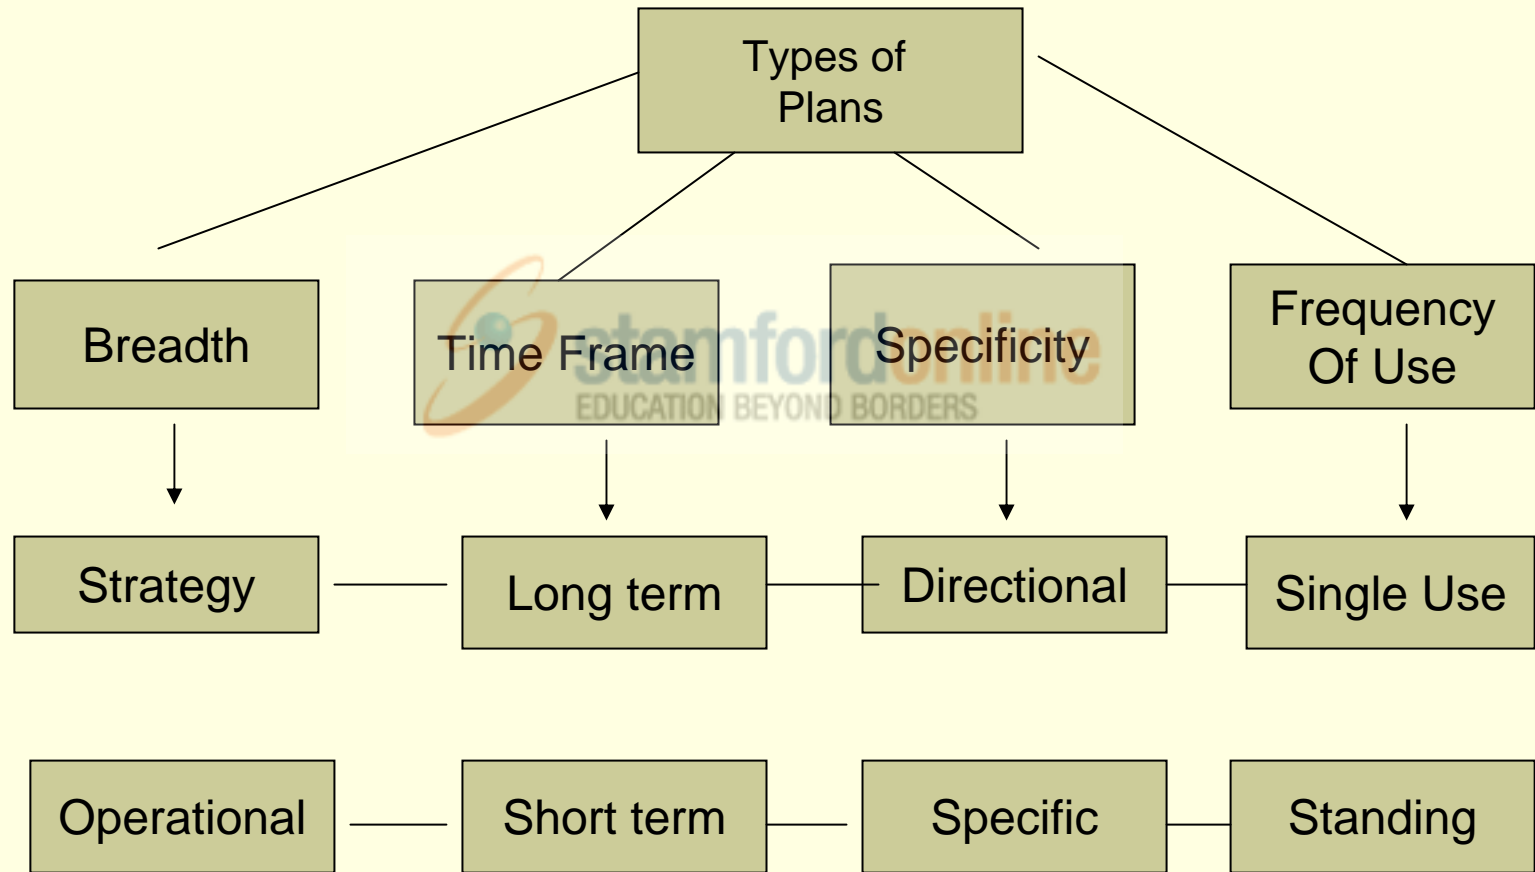 Types of
Plans
Breadth
Time Frame
Specificity
Frequency
Of Use
stamfordonline
EDUCATION BEYOND BORDERS
Strategy
Long term
Directional
Single Use
Operational
Short term
Specific
Standing